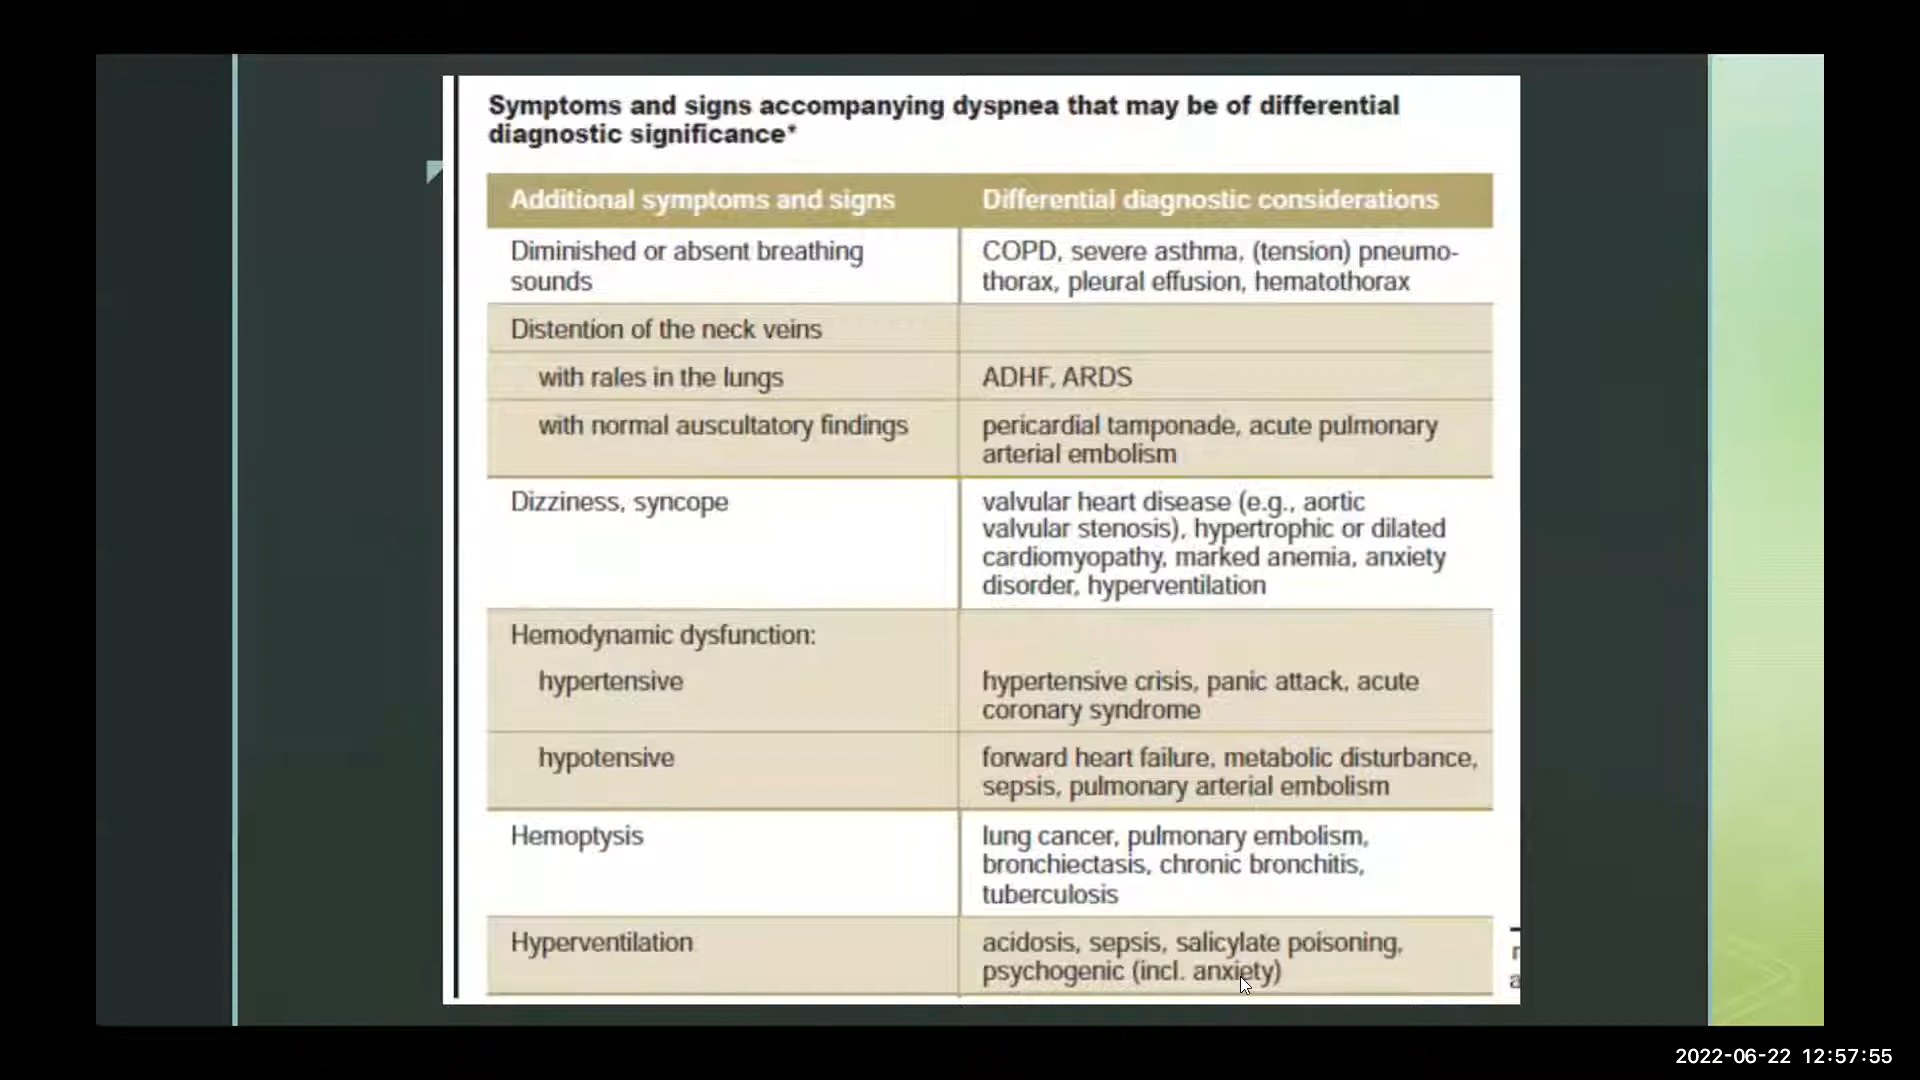 Symptoms and signs accompanying dyspnea that may be of differential
diagnostic significance*
Additional symptoms and signs
Differential diagnostic considerations
Diminished or absent breathing
sounds
COPD, severe asthma, (tension) pneumo-
thorax, pleural effusion, hematothorax
Distention of the neck veins
with rales in the lungs
ADHF, ARDS
with normal auscultatory findings
pericardial tamponade, acute pulmonary
arterial embolism
Dizziness, syncope
valvular heart disease (e.g., aortic
valvular stenosis), hypertrophic or dilated
cardiomyopathy, marked anemia, anxiety
disorder, hyperventilation
Hemodynamic dysfunction:
hypertensive
hypertensive crisis, panic attack, acute
coronary syndrome
hypotensive
forward heart failure, metabolic disturbance,
sepsis, pulmonary arterial embolism
Hemoptysis
lung cancer, pulmonary embolism,
bronchiectasis, chronic bronchitis,
tuberculosis
Hyperventilation
acidosis, sepsis, salicylate poisoning,
psychogenic (incl. anxiety)
2022-06-22 12:57:55